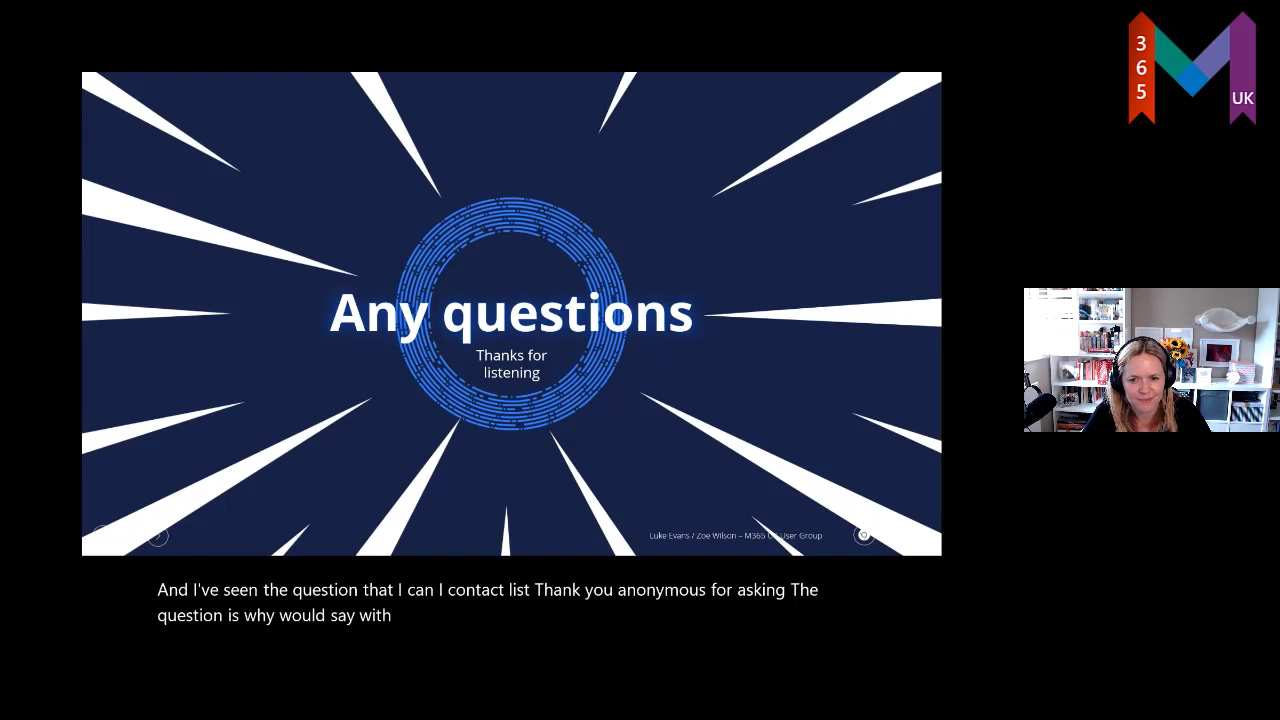 3
6
5
UK
Any questions
Thanks for
listening
Luke Evans / Zoe Wilson – M365 UK User Group
And I've seen the question that I can I contact list Thank you anonymous for asking The
question is why would say with